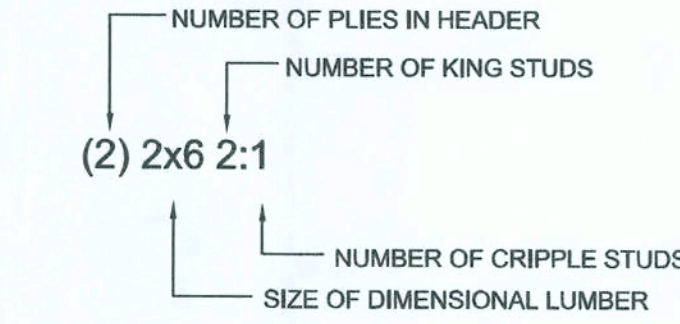 NUMBER OF PLIES IN HEADER
NUMBER OF KING STUDS
(2) 2x6 2:1
NUMBER OF CRIPPLE STUDS
SIZE OF DIMENSIONAL LUMBER